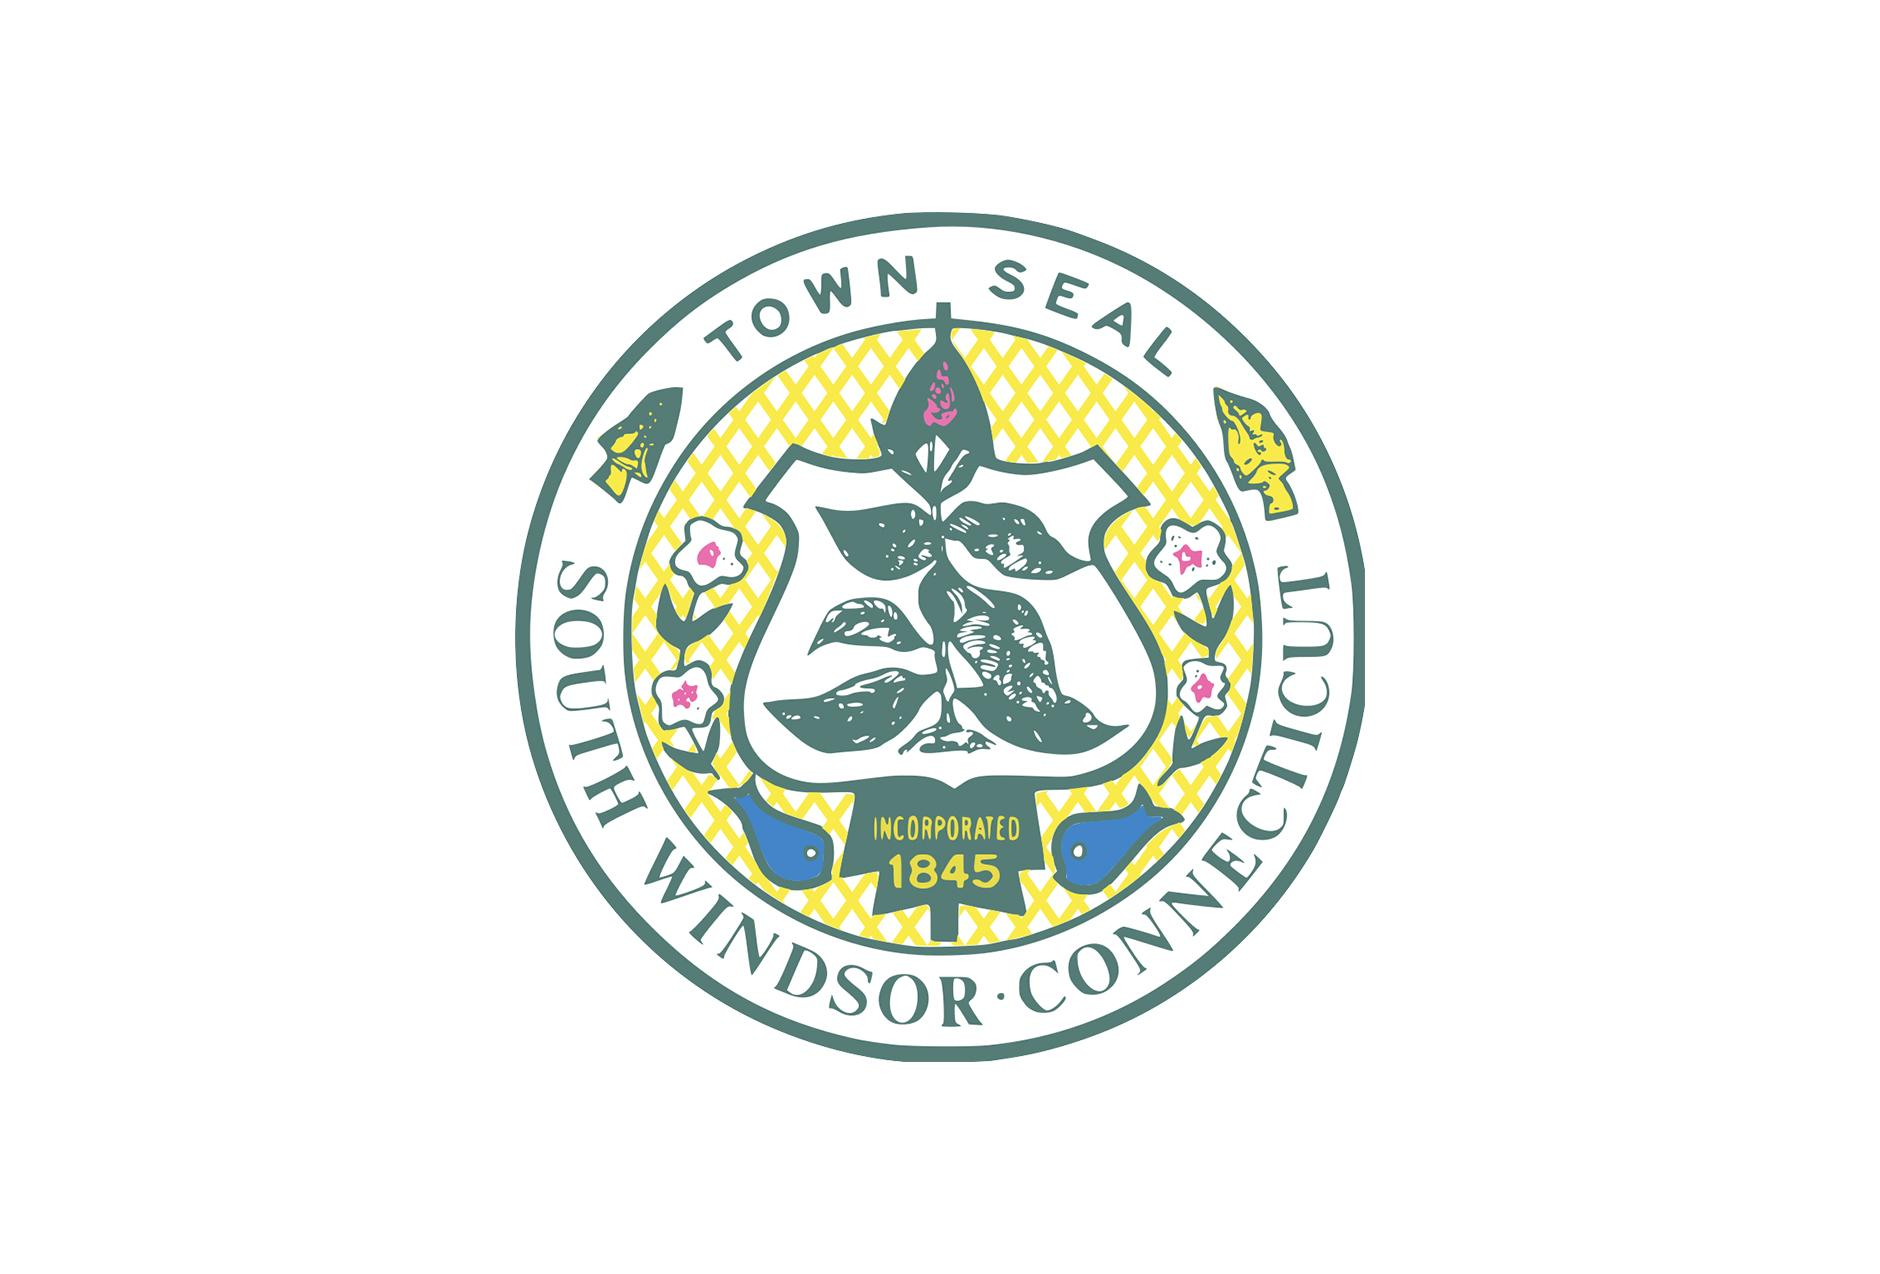 TOWN SEAL
SOUTH WINDSOR · CONNECTICUT
INCORPORATED
1845